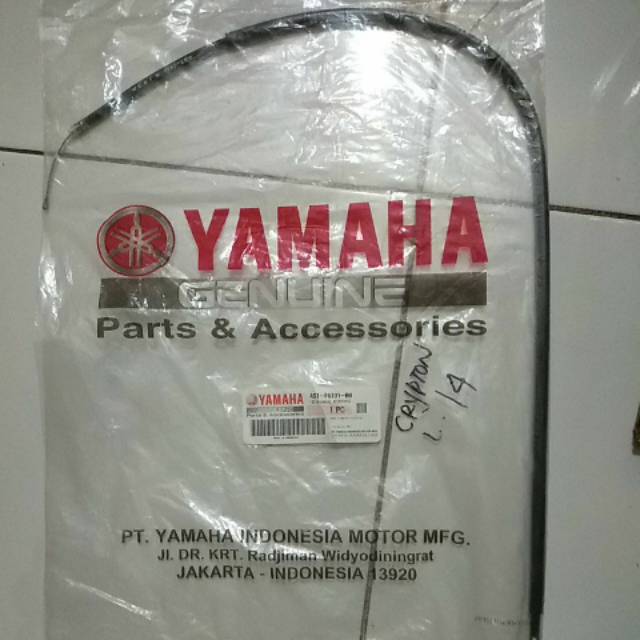 YAMAHA
GENUINE
Parts & Accessories
YAMAHA
1 PC
CRYPTON
L. 14
PT. YAMAHA INDONESIA MOTOR MFG.
Jl. DR. KRT. Radjiman Widyodiningrat
JAKARTA - INDONESIA 13920